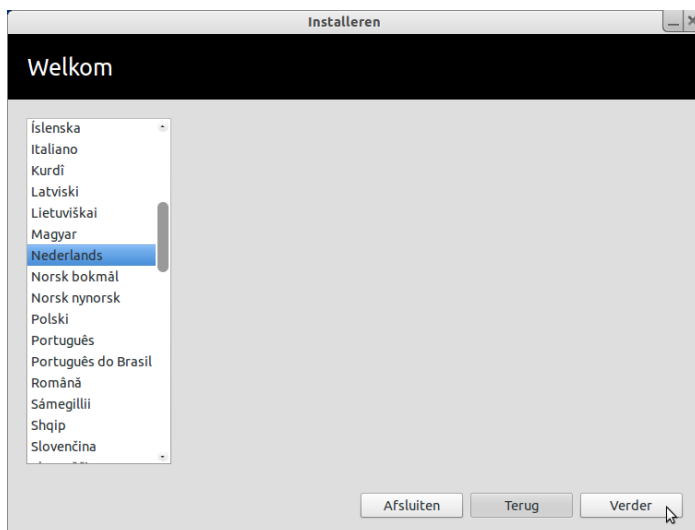 Installeren
Welkom
Íslenska
Italiano
Kurdî
Latviski
Lietuviškai
Magyar
Nederlands
Norsk bokmål
Norsk nynorsk
Polski
Português
Português do Brasil
Română
Sámegillii
Shqip
Slovenčina
Afsluiten Terug Verder